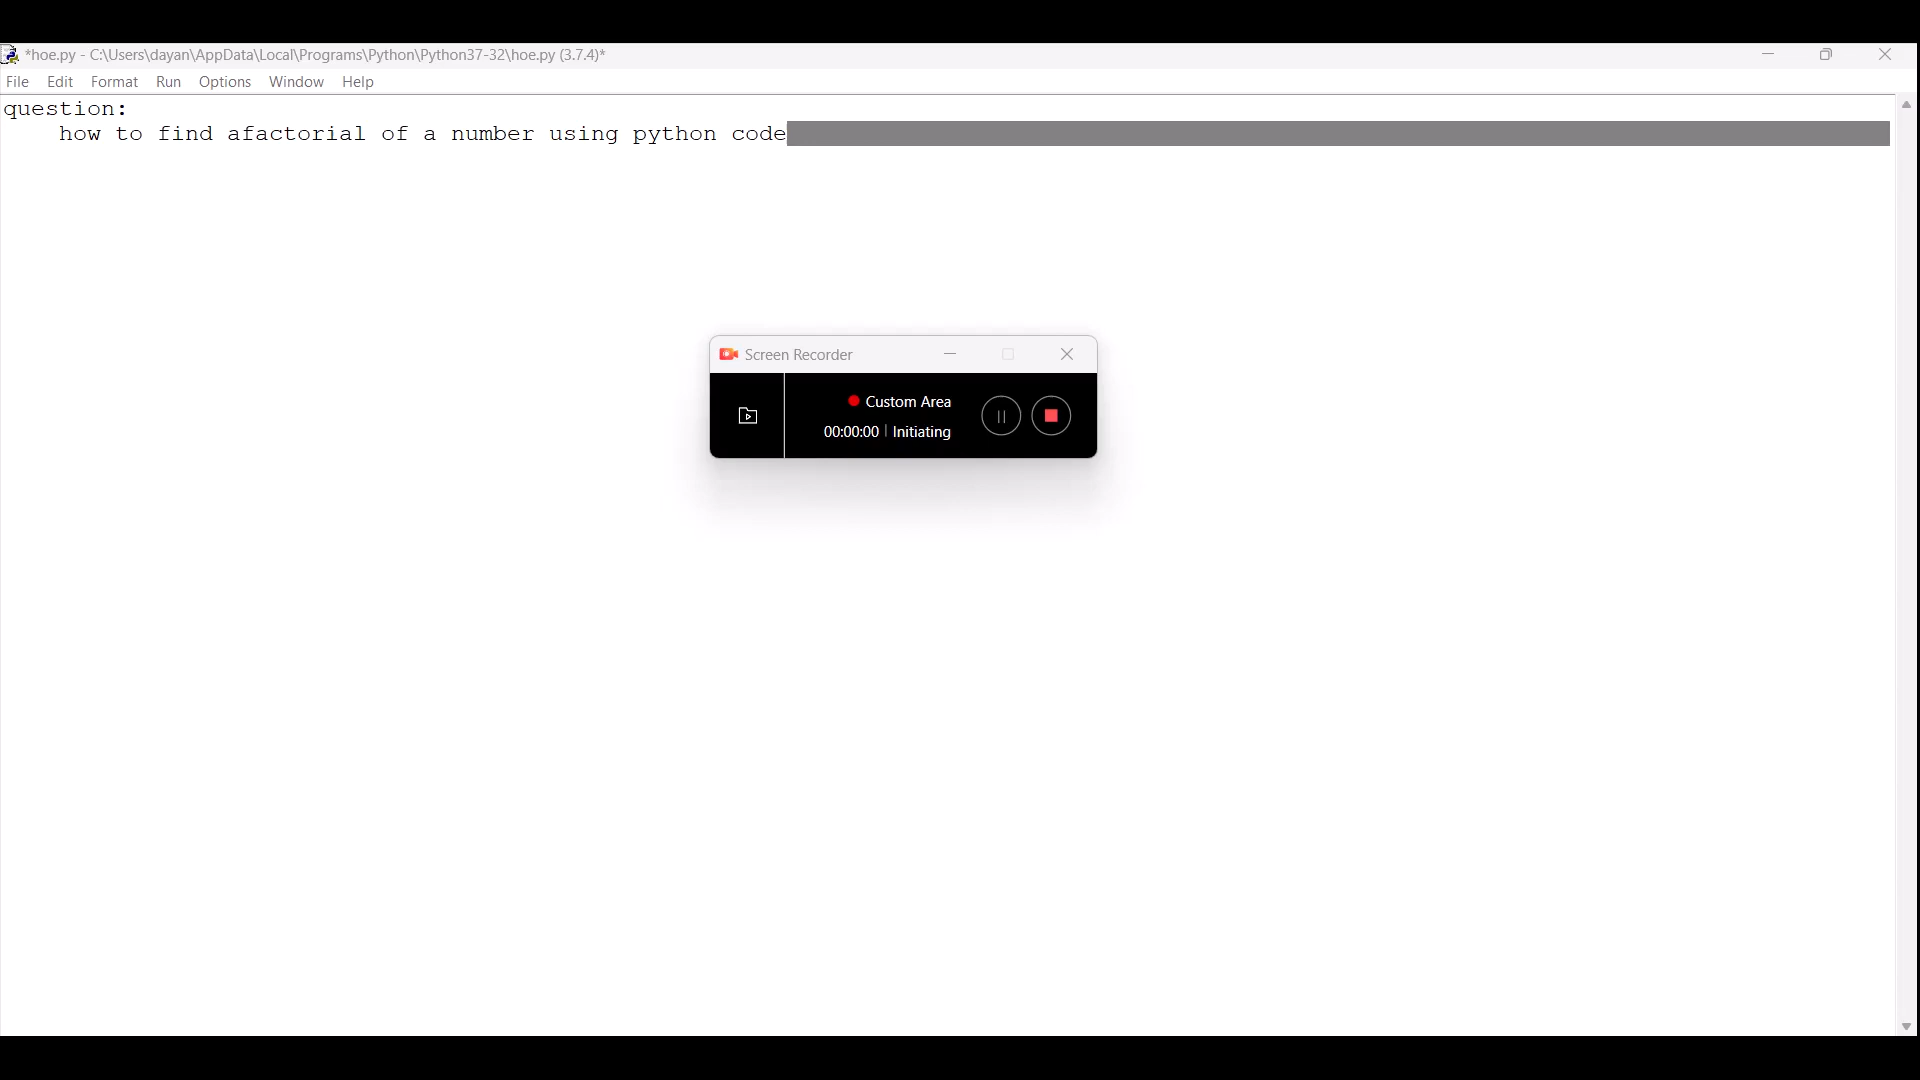 *hoe.py - C:\Users\dayan\AppData\Local\Programs\Python\Python37-32\hoe.py (3.7.4)*
File Edit Format Run Options Window Help
question:
    how to find afactorial of a number using python code
Screen Recorder
Custom Area
00:00:00 | Initiating